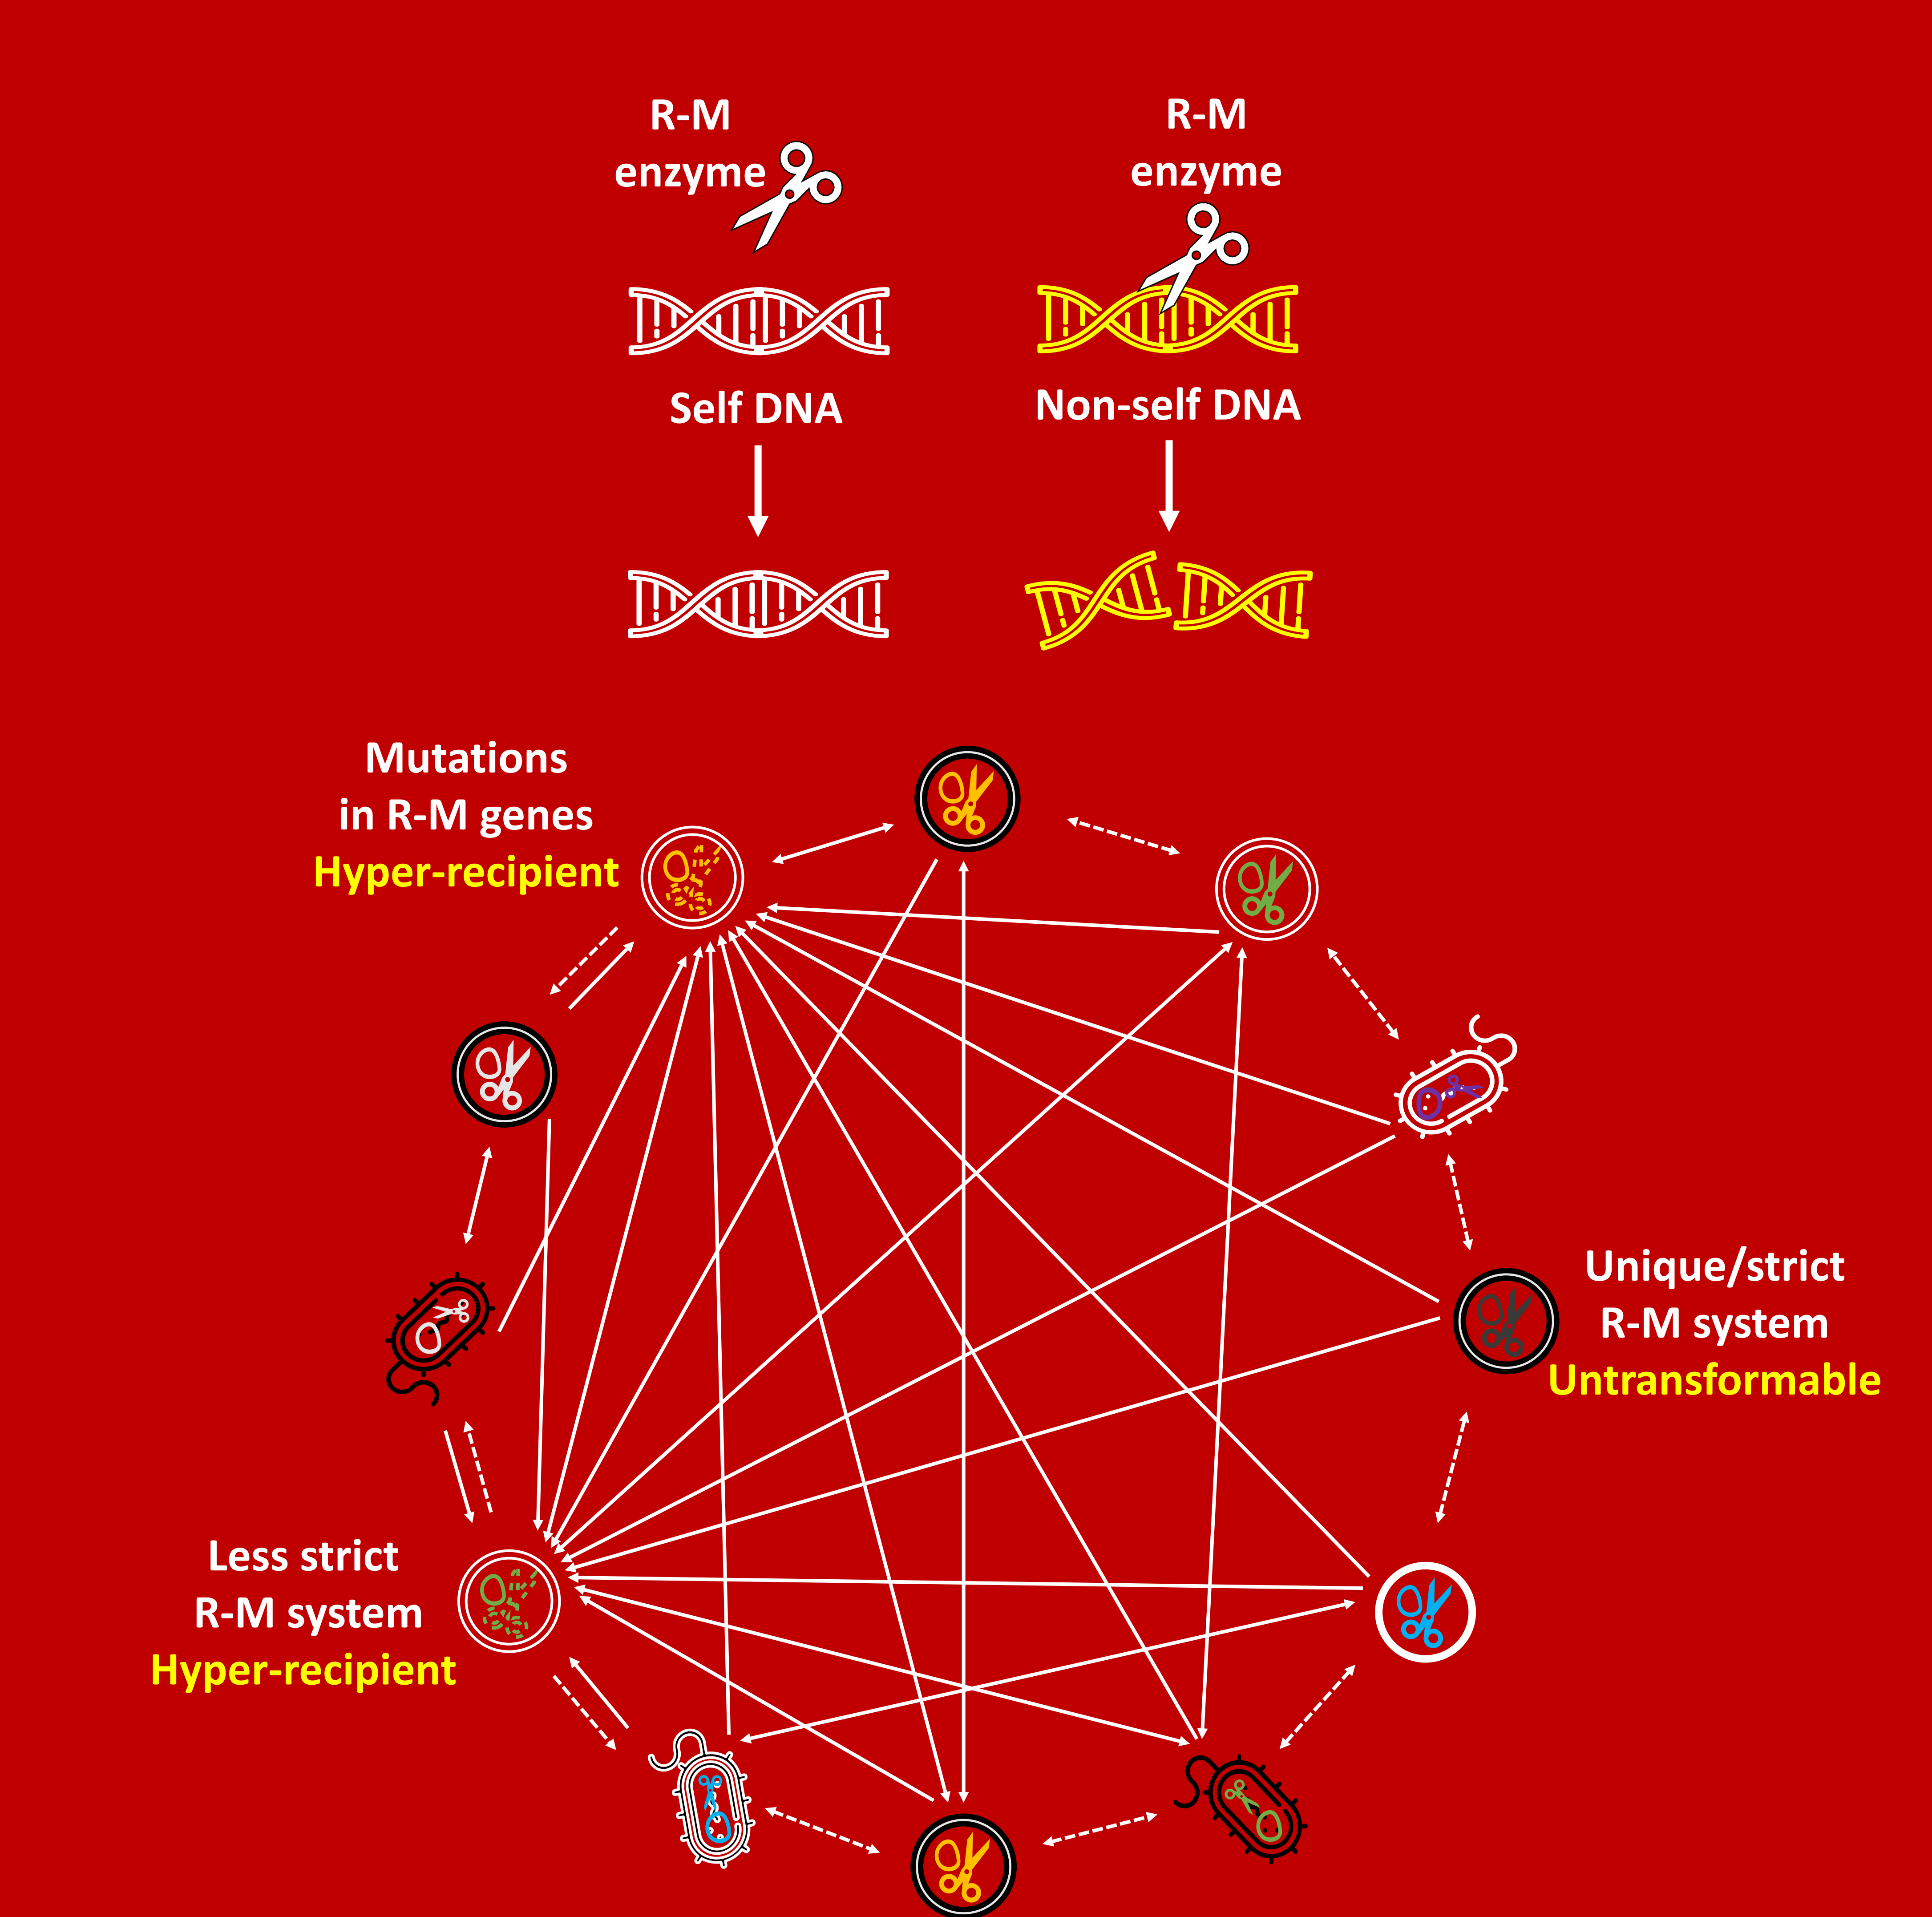 R-M
enzyme
R-M
enzyme
Self DNA
Non-self DNA
Mutations
in R-M genes
Hyper-recipient
Unique/strict
R-M system
Untransformable
Less strict
R-M system
Hyper-recipient